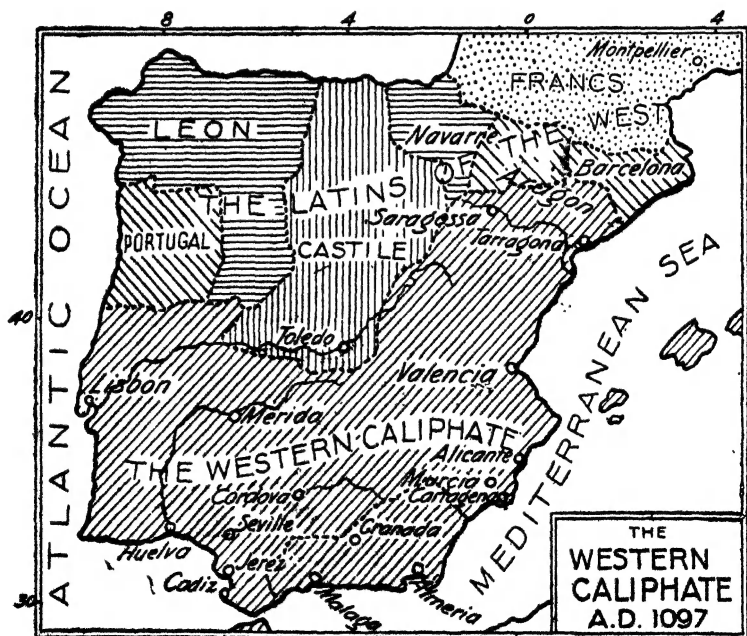 8 4 0 4
ATLANTIC OCEAN
Montpellier
FRANCS
WEST
LEON
Navarre
OF THE
Barcelona
Aragon
THE LATINS
Saragossa
PORTUGAL
CASTILE
Tarragona
40
Toledo
MEDITERRANEAN SEA
Lisbon
Valencia
Merida
THE WESTERN CALIPHATE
Alicante
Murcia
Cordova
Cartagena
Seville
Granada
Huelva
Jerez
Cadiz
Malaga
Almeria
30
THE
WESTERN
CALIPHATE
A.D. 1097